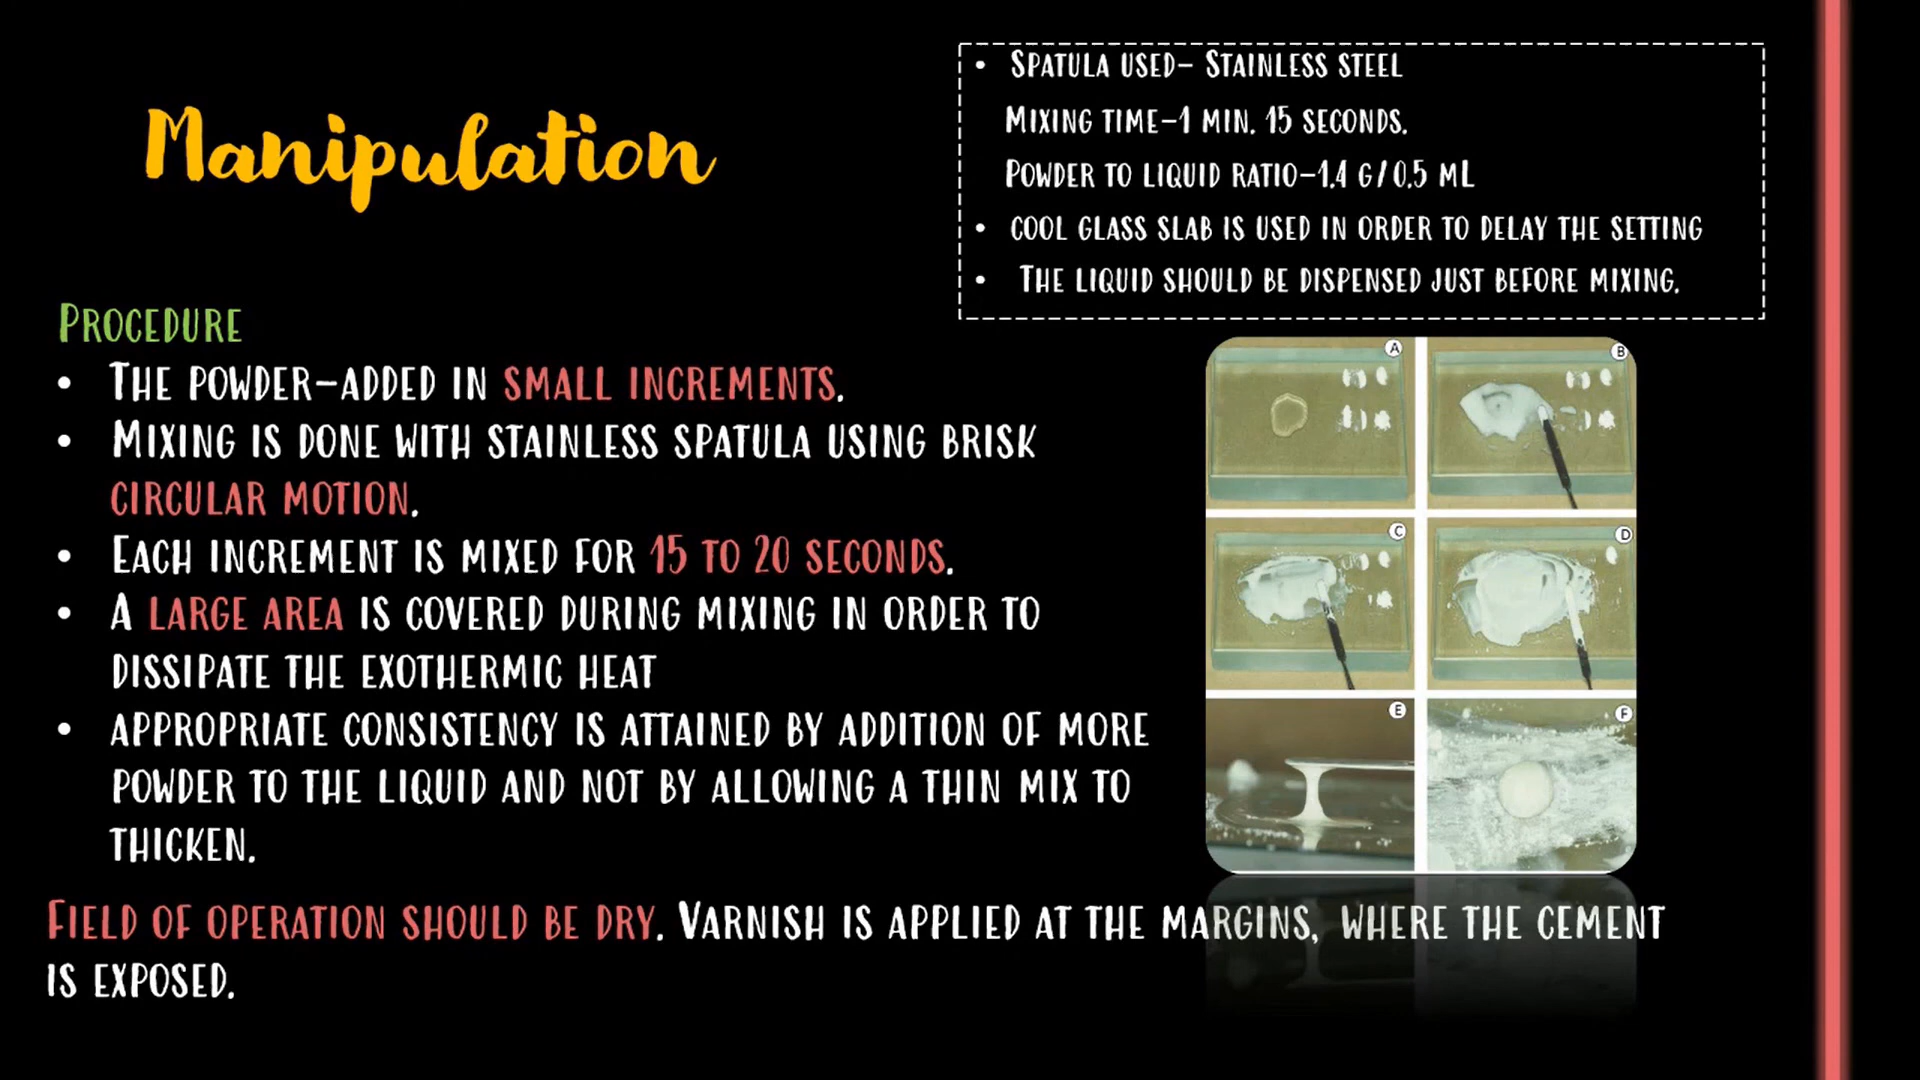 Manipulation
• Spatula used– Stainless steel
Mixing time–1 min. 15 seconds.
Powder to liquid ratio–1.4 g/0.5 mL
• cool glass slab is used in order to delay the setting
• The liquid should be dispensed just before mixing.
Procedure
• The powder–added in small increments.
• Mixing is done with stainless spatula using brisk
circular motion.
• Each increment is mixed for 15 to 20 seconds.
• A large area is covered during mixing in order to
dissipate the exothermic heat
• appropriate consistency is attained by addition of more
powder to the liquid and not by allowing a thin mix to
thicken.
A
B
C
D
E
F
Field of operation should be dry. Varnish is applied at the margins, where the cement
is exposed.